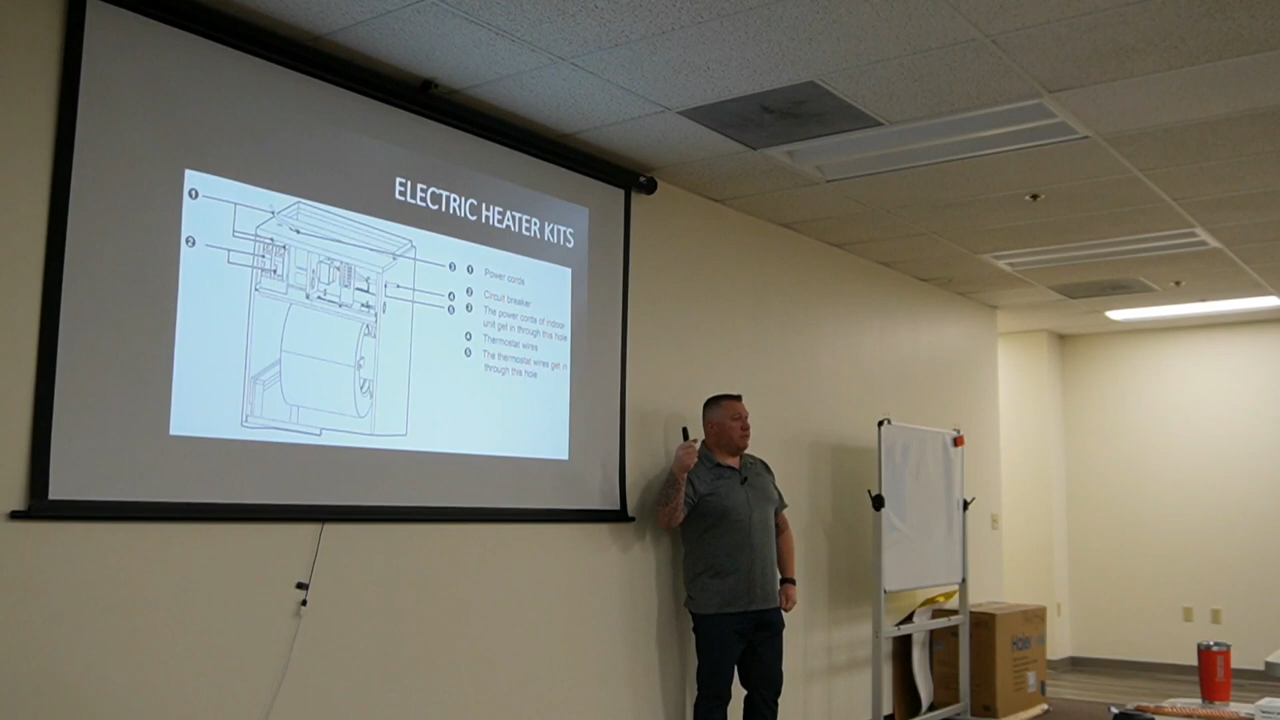 ELECTRIC HEATER KITS
1
2
3
4
5
1 Power cords
2 Circuit breaker
3 The power cords of indoor
unit get in through this hole
4 Thermostat wires
5 The thermostat wires get in
through this hole
Haier